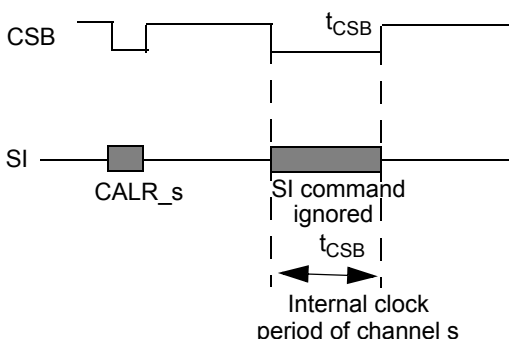 CSB
tCSB
SI
CALR_s
SI command
ignored
tCSB
Internal clock
period of channel s